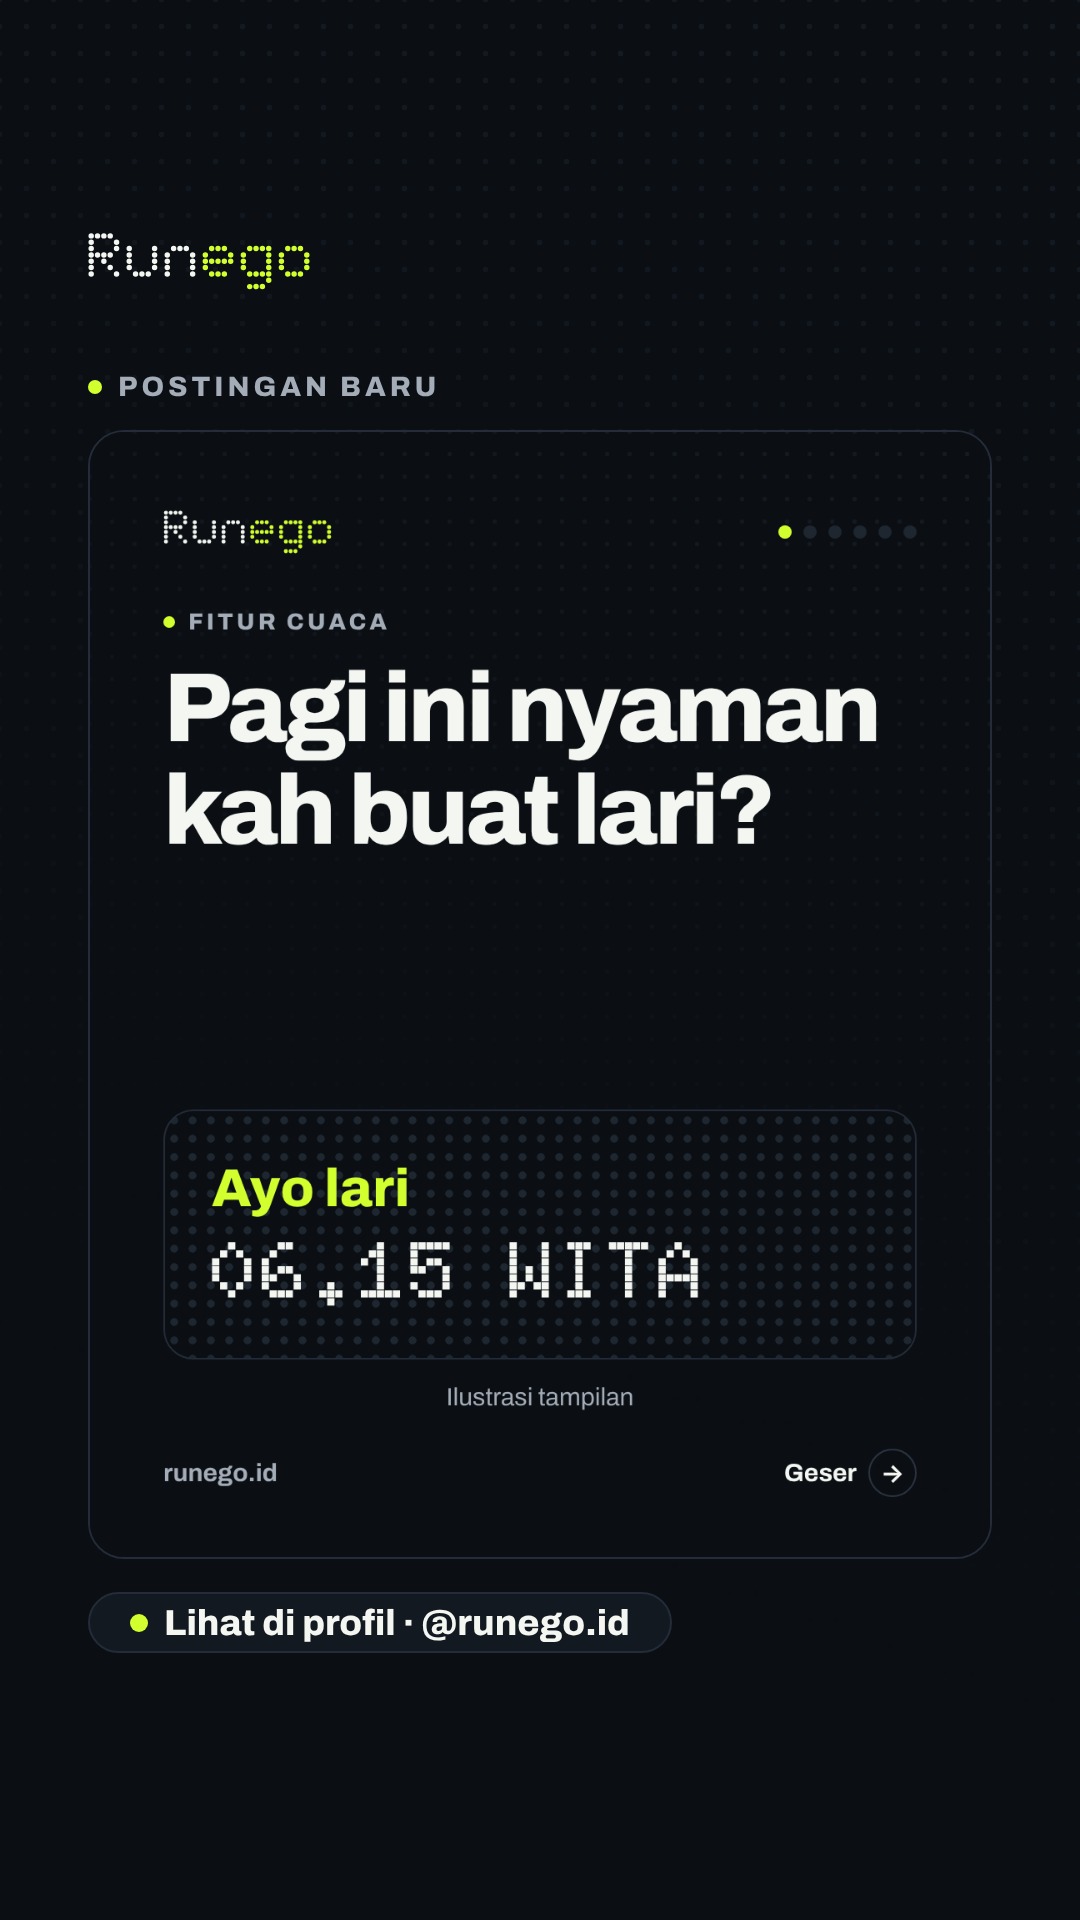 Runego
POSTINGAN BARU
Runego
FITUR CUACA
Pagi ini nyaman
kah buat lari?
Ayo lari
06.15 WITA
Ilustrasi tampilan
runego.id
Geser →
Lihat di profil · @runego.id